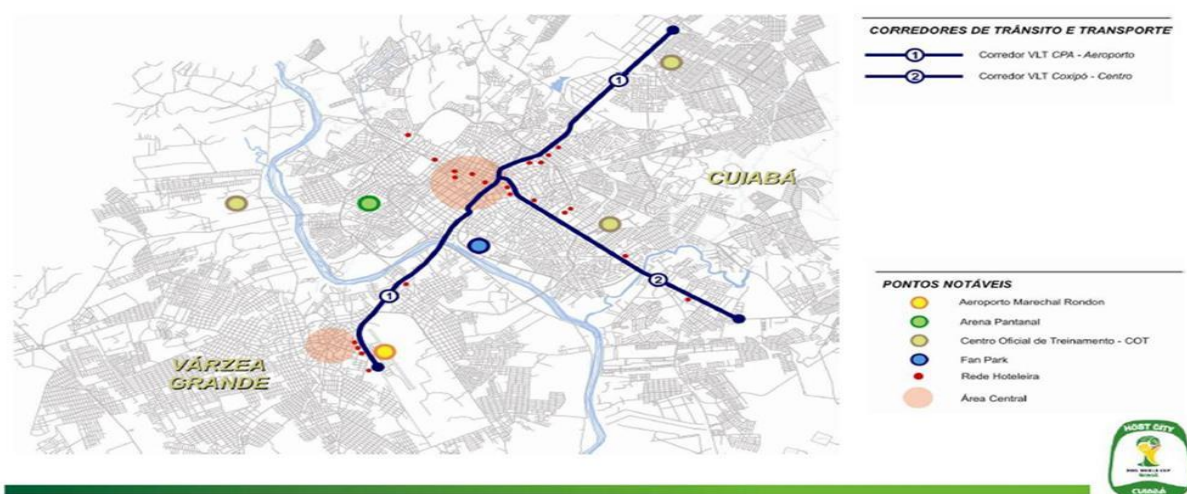 CORREDORES DE TRÂNSITO E TRANSPORTE
1 Corredor VLT CPA - Aeroporto
2 Corredor VLT Coxipó - Centro
1
CUIABÁ
2
1
VÁRZEA
GRANDE
PONTOS NOTÁVEIS
Aeroporto Marechal Rondon
Arena Pantanal
Centro Oficial de Treinamento - COT
Fan Park
Rede Hoteleira
Área Central
HOST CITY
CUIABÁ